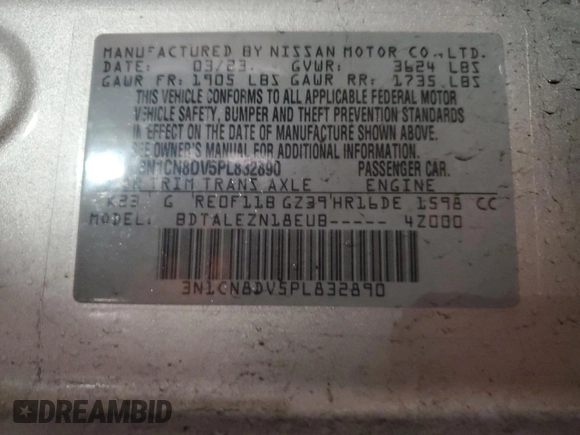 MANUFACTURED BY NISSAN MOTOR CO.,LTD.
DATE: 03/23. GVWR: 3624 LBS
GAWR FR: 1905 LBS GAWR RR: 1735 LBS
THIS VEHICLE CONFORMS TO ALL APPLICABLE FEDERAL MOTOR
VEHICLE SAFETY, BUMPER AND THEFT PREVENTION STANDARDS
IN EFFECT ON THE DATE OF MANUFACTURE SHOWN ABOVE.
SEE OWNER'S MANUAL FOR ADDITIONAL INFORMATION.
3N1CN8DV5PL832890 PASSENGER CAR.
TRIM TRANS AXLE ENGINE
K23 G RE0F11B GZ39 HR16DE 1598 CC
MODEL: BDTALEZN18EUB----- 4Z000
3N1CN8DV5PL832890
DREAMBID